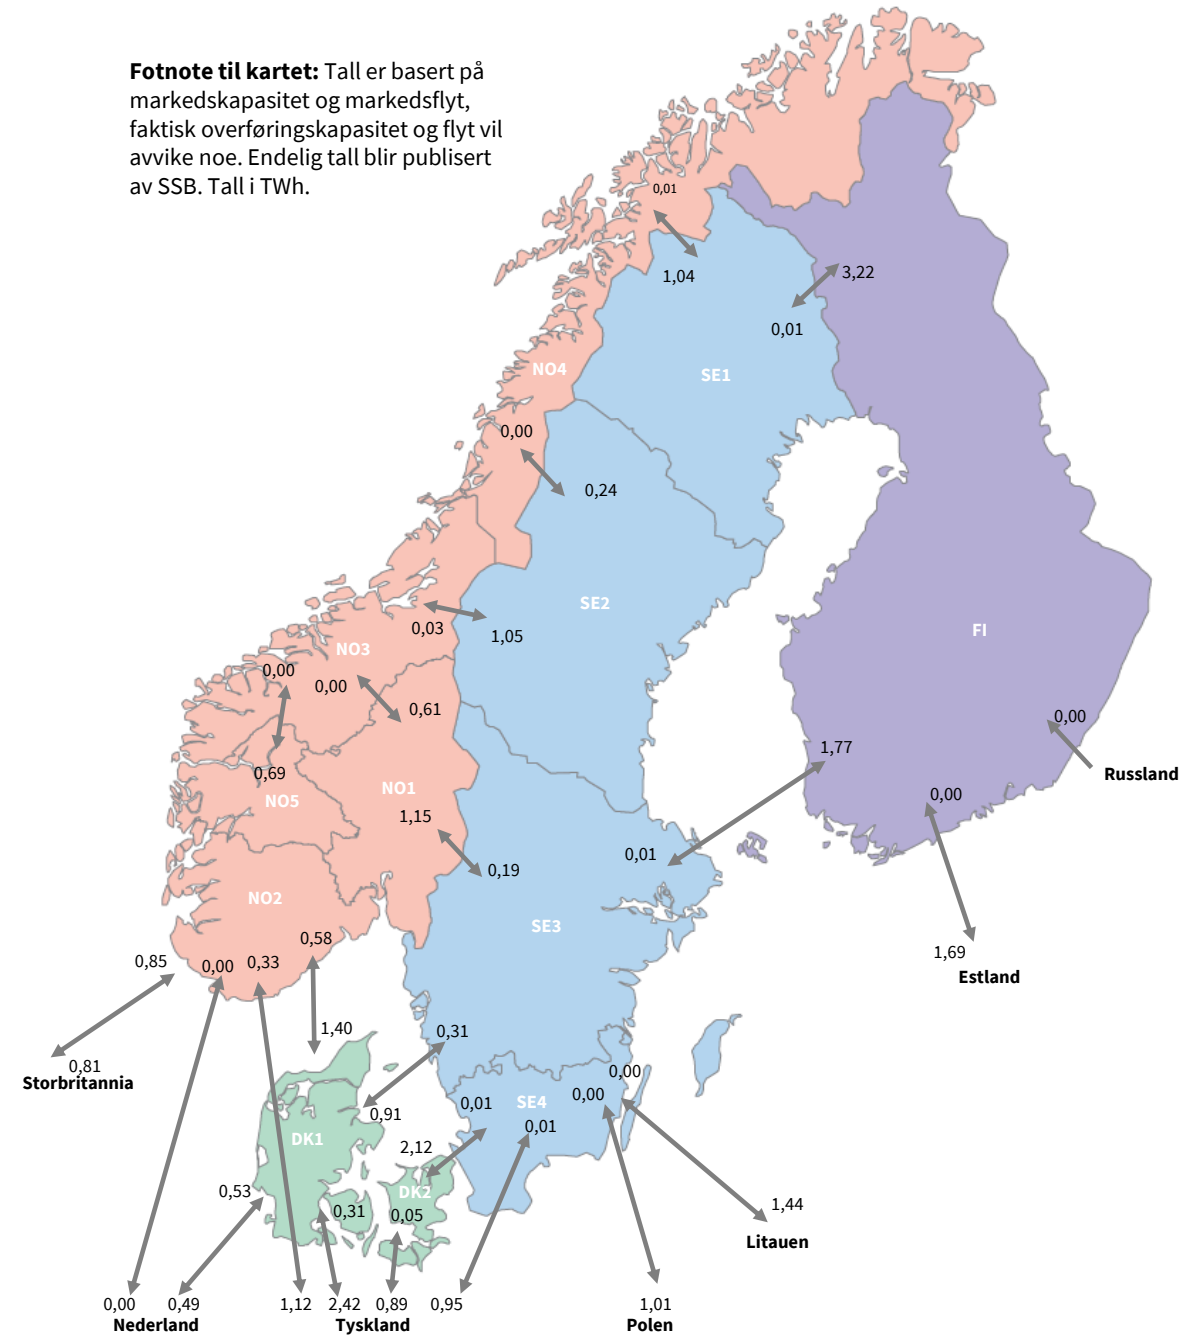 Fotnote til kartet: Tall er basert på
markedskapasitet og markedsflyt,
faktisk overføringskapasitet og flyt vil
avvike noe. Endelig tall blir publisert
av SSB. Tall i TWh.
0,01
1,04
3,22
0,01
NO4
SE1
0,00
0,24
SE2
0,03
1,05
FI
NO3
0,00
0,00
0,61
0,00
1,77
Russland
0,69
NO5
NO1
0,00
1,15
0,01
0,19
NO2
SE3
0,58
0,85
0,00
0,33
1,69
Estland
1,40
0,31
0,81
Storbritannia
0,00
0,00
0,01
SE4
0,91
0,01
DK1
2,12
0,53
DK2
0,31
0,05
1,44
Litauen
0,00
0,49
1,12
2,42
0,89
0,95
1,01
Nederland
Tyskland
Polen